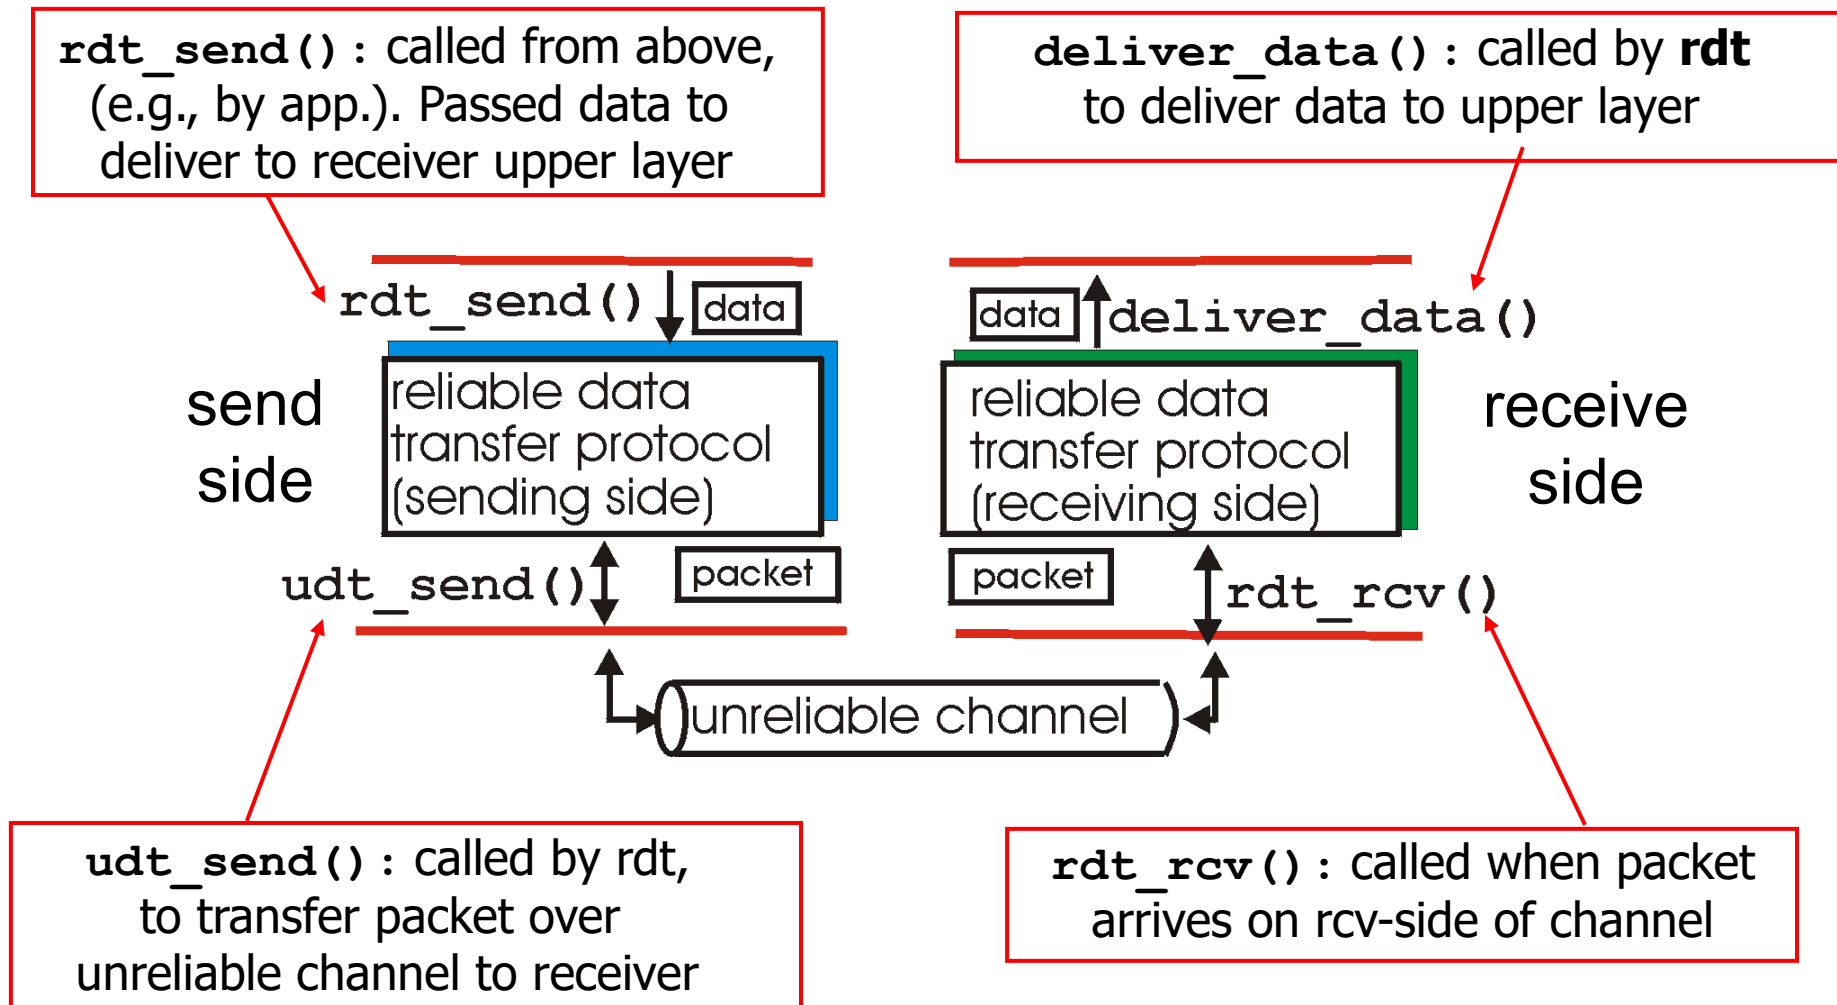 rdt_send(): called from above,
(e.g., by app.). Passed data to
deliver to receiver upper layer
deliver_data(): called by rdt
to deliver data to upper layer
rdt_send()
data
data
deliver_data()
send
side
reliable data
transfer protocol
(sending side)
reliable data
transfer protocol
(receiving side)
receive
side
udt_send()
packet
packet
rdt_rcv()
unreliable channel
udt_send(): called by rdt,
to transfer packet over
unreliable channel to receiver
rdt_rcv(): called when packet
arrives on rcv-side of channel